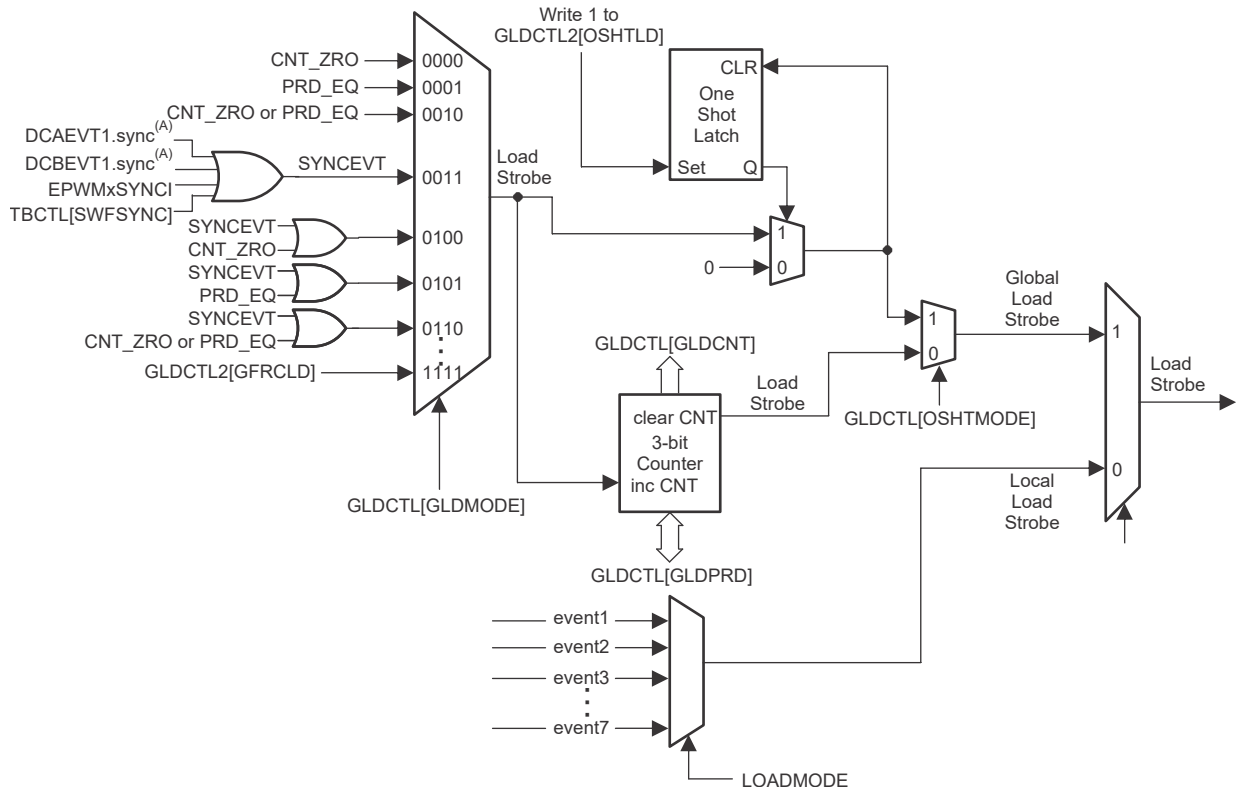 Write 1 to
GLDCTL2[OSHTLD]
CNT_ZRO
0000
PRD_EQ
0001
CNT_ZRO or PRD_EQ
0010
DCAEVT1.sync(A)
DCBEVT1.sync(A)
EPWMxSYNCI
TBCTL[SWFSYNC]
SYNCEVT
0011
SYNCEVT
CNT_ZRO
0100
SYNCEVT
PRD_EQ
0101
SYNCEVT
CNT_ZRO or PRD_EQ
0110
GLDCTL2[GFRCLD]
1111
GLDCTL[GLDMODE]
Load
Strobe
CLR
One
Shot
Latch
Set Q
1
0
0
GLDCTL[GLDCNT]
clear CNT
3-bit
Counter
inc CNT
GLDCTL[GLDPRD]
Load
Strobe
1
0
GLDCTL[OSHTMODE]
Global
Load
Strobe
1
0
Local
Load
Strobe
Load
Strobe
event1
event2
event3
event7
LOADMODE